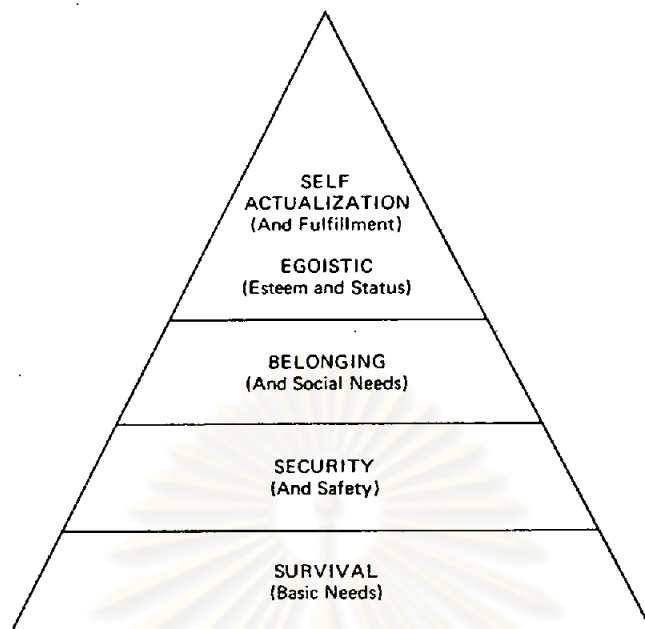 SELF
ACTUALIZATION
(And Fulfillment)
EGOISTIC
(Esteem and Status)
BELONGING
(And Social Needs)
SECURITY
(And Safety)
SURVIVAL
(Basic Needs)